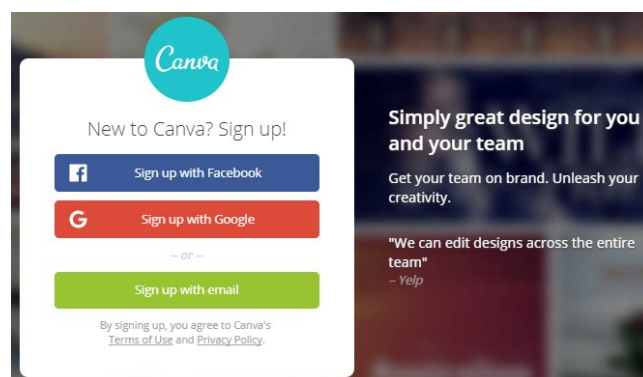 Canva
New to Canva? Sign up!
Sign up with Facebook
G
Sign up with Google
– or –
Sign up with email
By signing up, you agree to Canva's
Terms of Use and Privacy Policy.
Simply great design for you
and your team
Get your team on brand. Unleash your
creativity.
"We can edit designs across the entire
team"
– Yelp